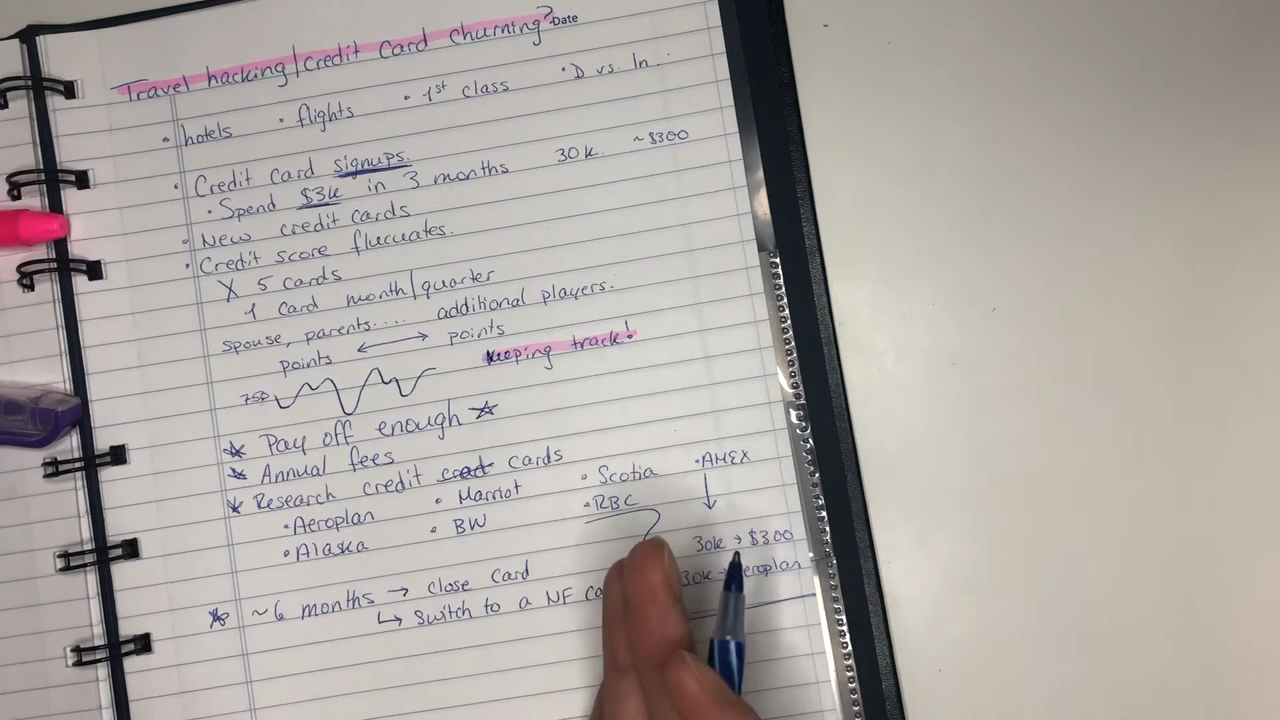 Date
Travel hacking/Credit Card Churning?
• hotels • flights • 1st class • D vs. In.
• Credit Card signups.
• Spend $3k in 3 months 30k ~$300
• New credit cards
• Credit score flucuates.
X 5 cards
1 card month/quarter
spouse, parents.... additional players.
points ↔ points keeping track!
750
* Pay off enough ☆
* Annual fees
* Research credit cards
• Aeroplan • Marriot • Scotia • AMEX
• Alaska • BW • RBC
30k → $300
30k → eroplan
* ~6 months → close card
↳ Switch to a NF ca